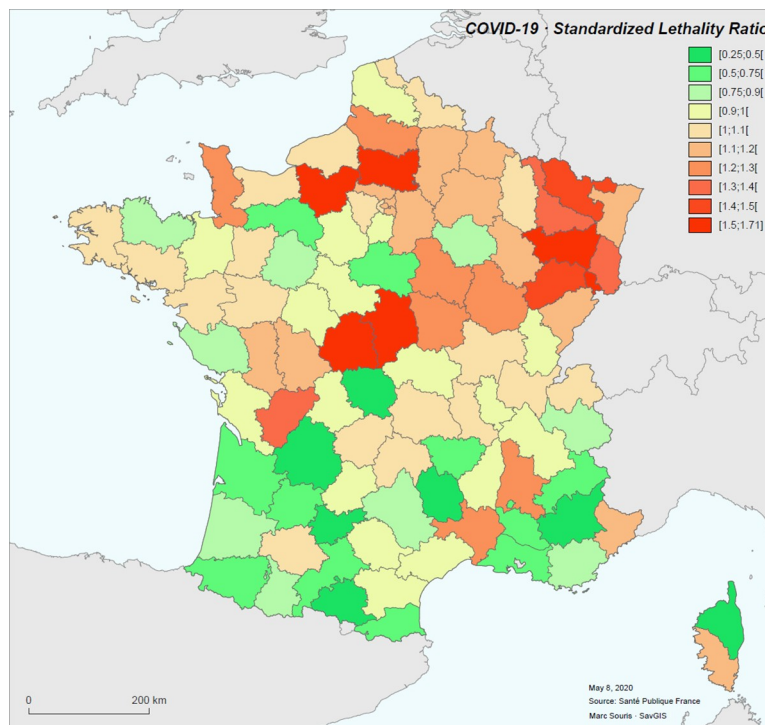 COVID-19 · Standardized Lethality Ratio
[0.25;0.5[
[0.5;0.75[
[0.75;0.9[
[0.9;1[
[1;1.1[
[1.1;1.2[
[1.2;1.3[
[1.3;1.4[
[1.4;1.5[
[1.5;1.71]
May 8, 2020
Source: Santé Publique France
Marc Souris - SavGIS
0 200 km